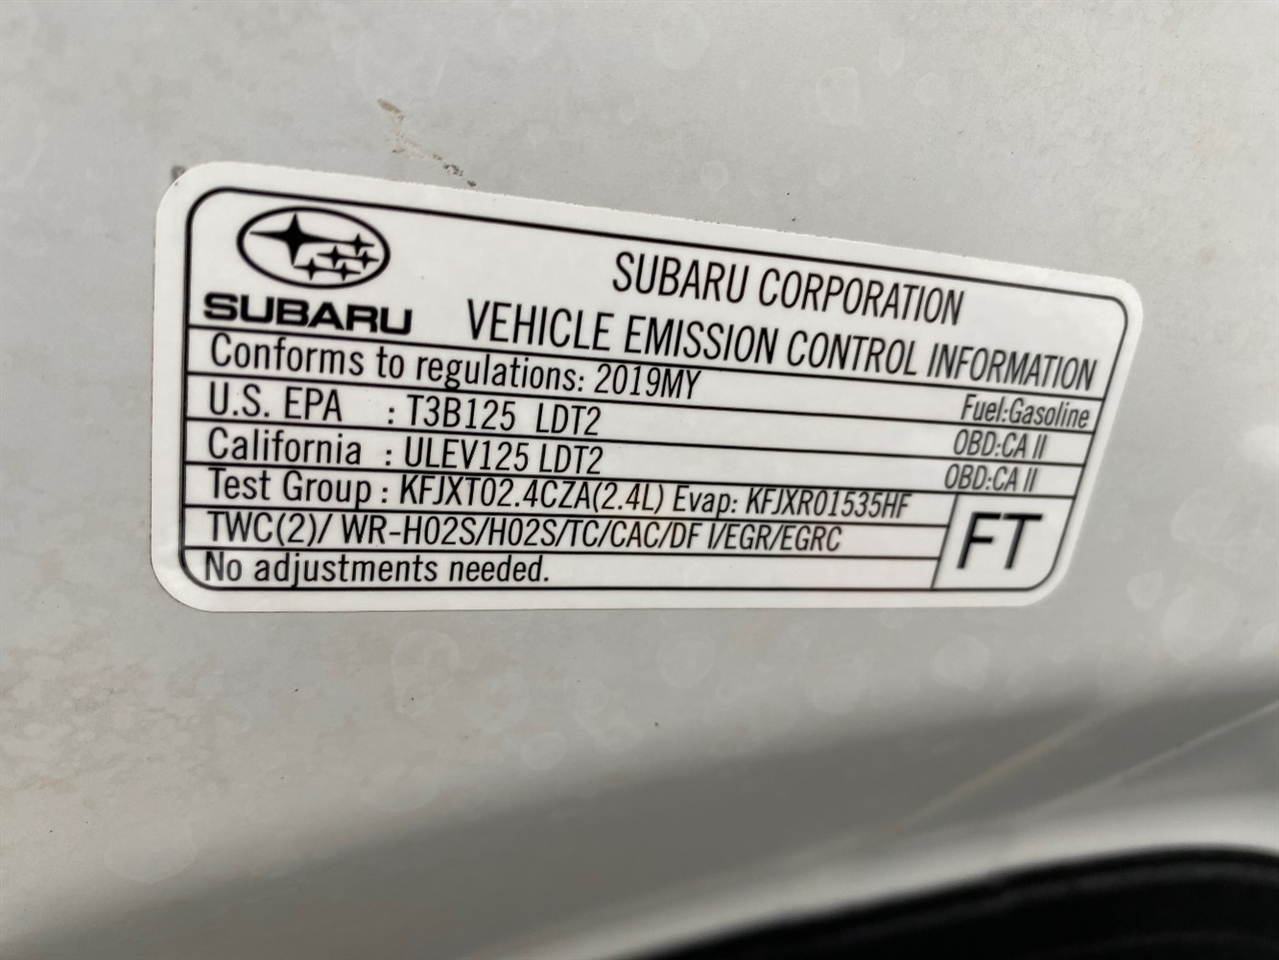 SUBARU
SUBARU CORPORATION
VEHICLE EMISSION CONTROL INFORMATION
Conforms to regulations: 2019MY Fuel:Gasoline
U.S. EPA : T3B125 LDT2 OBD:CA II
California : ULEV125 LDT2 OBD:CA II
Test Group : KFJXT02.4CZA(2.4L) Evap: KFJXR01535HF
TWC(2)/ WR-HO2S/HO2S/TC/CAC/DF I/EGR/EGRC
No adjustments needed.
FT